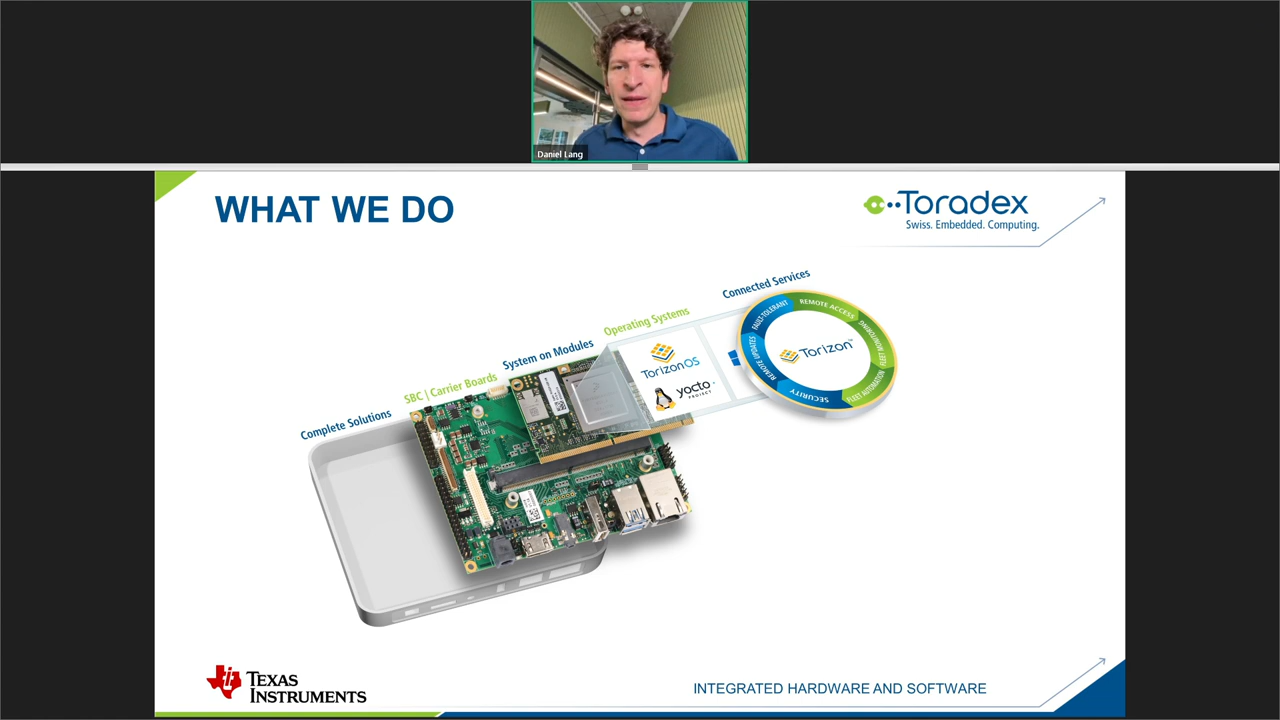 Daniel Lang
WHAT WE DO
Toradex
Swiss. Embedded. Computing.
Connected Services
Operating Systems
System on Modules
SBC | Carrier Boards
Complete Solutions
TorizonOS
yocto
PROJECT
FAULT-TOLERANT
REMOTE ACCESS
FLEET MONITORING
FLEET AUTOMATION
SECURITY
REMOTE UPDATES
Torizon™
TEXAS
INSTRUMENTS
INTEGRATED HARDWARE AND SOFTWARE